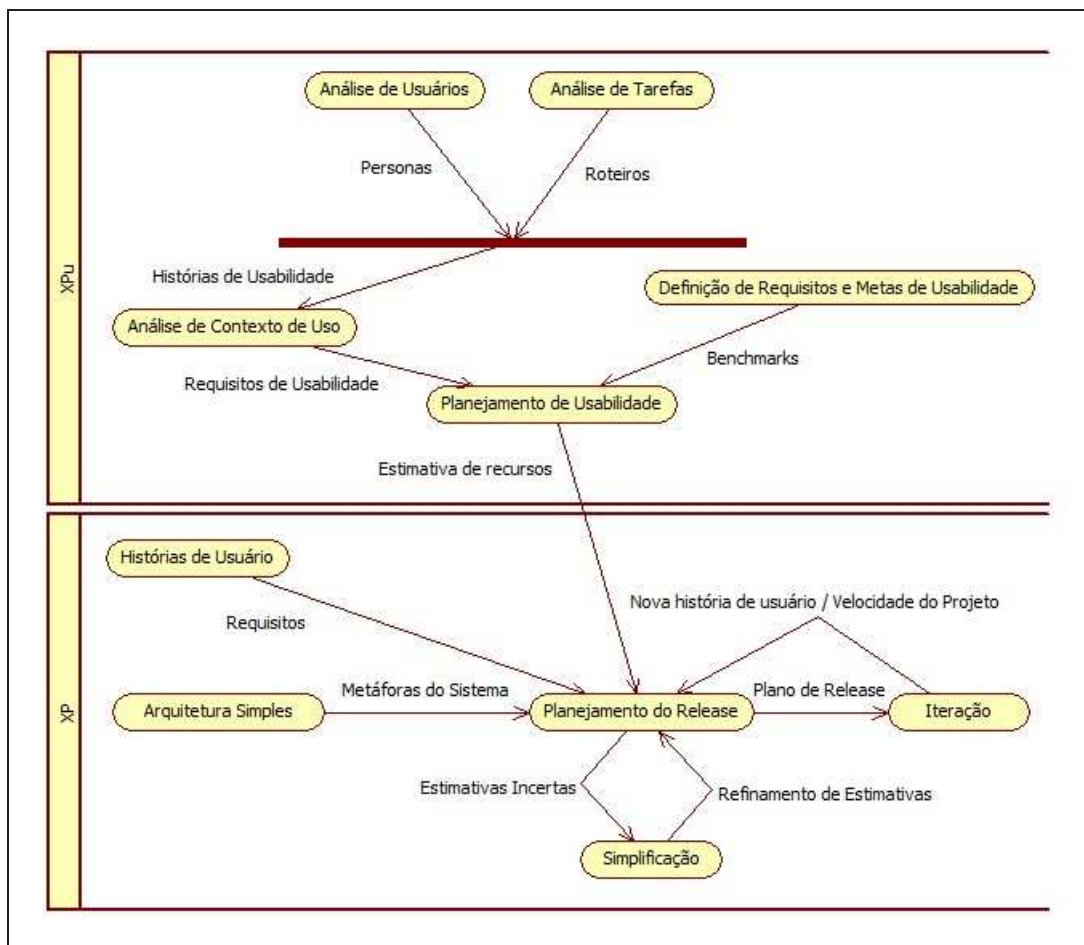 XPu
Análise de Usuários
Análise de Tarefas
Personas
Roteiros
Histórias de Usabilidade
Definição de Requisitos e Metas de Usabilidade
Análise de Contexto de Uso
Benchmarks
Requisitos de Usabilidade
Planejamento de Usabilidade
Estimativa de recursos
XP
Histórias de Usuário
Nova história de usuário / Velocidade do Projeto
Requisitos
Metáforas do Sistema
Plano de Release
Arquitetura Simples
Planejamento do Release
Iteração
Estimativas Incertas
Refinamento de Estimativas
Simplificação